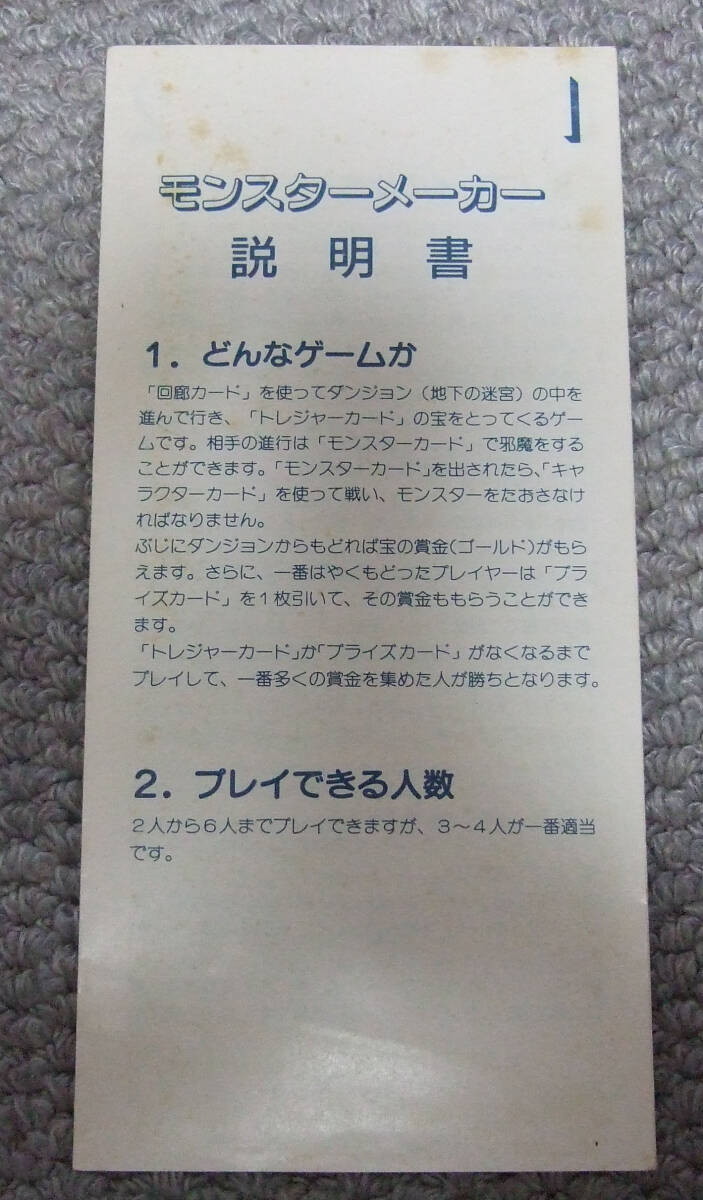 モンスターメーカー
説明書
1．どんなゲームか
「回廊カード」を使ってダンジョン（地下の迷宮）の中を
進んで行き、「トレジャーカード」の宝をとってくるゲー
ムです。相手の進行は「モンスターカード」で邪魔をする
ことができます。「モンスターカード」を出されたら、「キャ
ラクターカード」を使って戦い、モンスターをたおさなけ
ればなりません。
ぶじにダンジョンからもどれば宝の賞金（ゴールド）がもら
えます。さらに、一番はやくもどったプレイヤーは「プラ
イズカード」を１枚引いて、その賞金ももらうことができ
ます。
「トレジャーカード」か「プライズカード」がなくなるまで
プレイして、一番多くの賞金を集めた人が勝ちとなります。
2．プレイできる人数
２人から６人までプレイできますが、３～４人が一番適当
です。